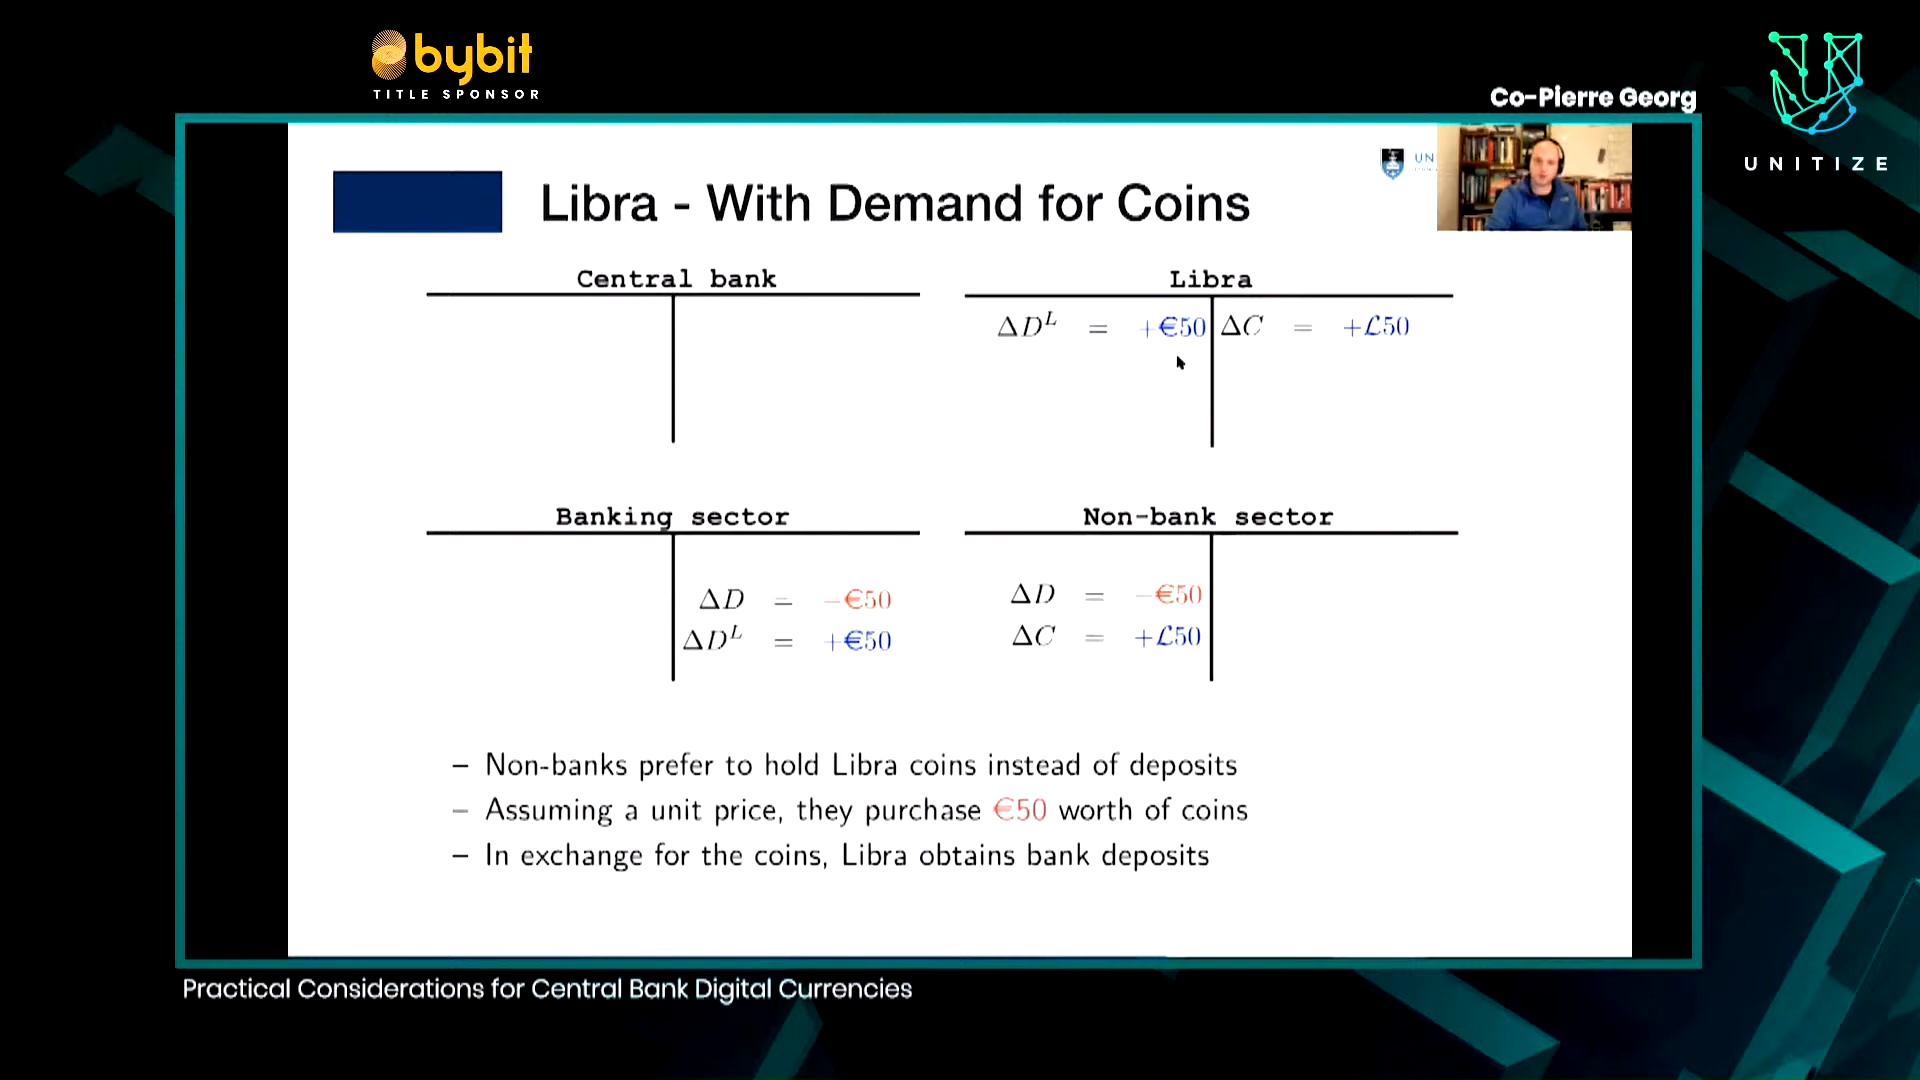 bybit
TITLE SPONSOR
Co-Pierre Georg
UNITIZE
UN
Libra - With Demand for Coins
Central bank
Libra
ΔD^L = +€50 ΔC = +£50
Banking sector
Non-bank sector
ΔD = −€50
ΔD^L = +€50
ΔD = −€50
ΔC = +£50
– Non-banks prefer to hold Libra coins instead of deposits
– Assuming a unit price, they purchase €50 worth of coins
– In exchange for the coins, Libra obtains bank deposits
Practical Considerations for Central Bank Digital Currencies